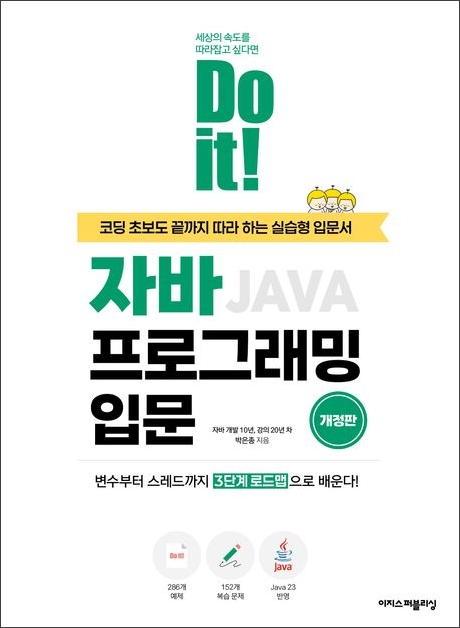 세상의 속도를
따라잡고 싶다면
Do
it!
코딩 초보도 끝까지 따라 하는 실습형 입문서
자바 JAVA
프로그래밍
입문
자바 개발 10년, 강의 20년 차
박은종 지음
개정판
변수부터 스레드까지 3단계 로드맵으로 배운다!
Do it!
Java
286개
예제
152개
복습 문제
Java 23
반영
이지스퍼블리싱